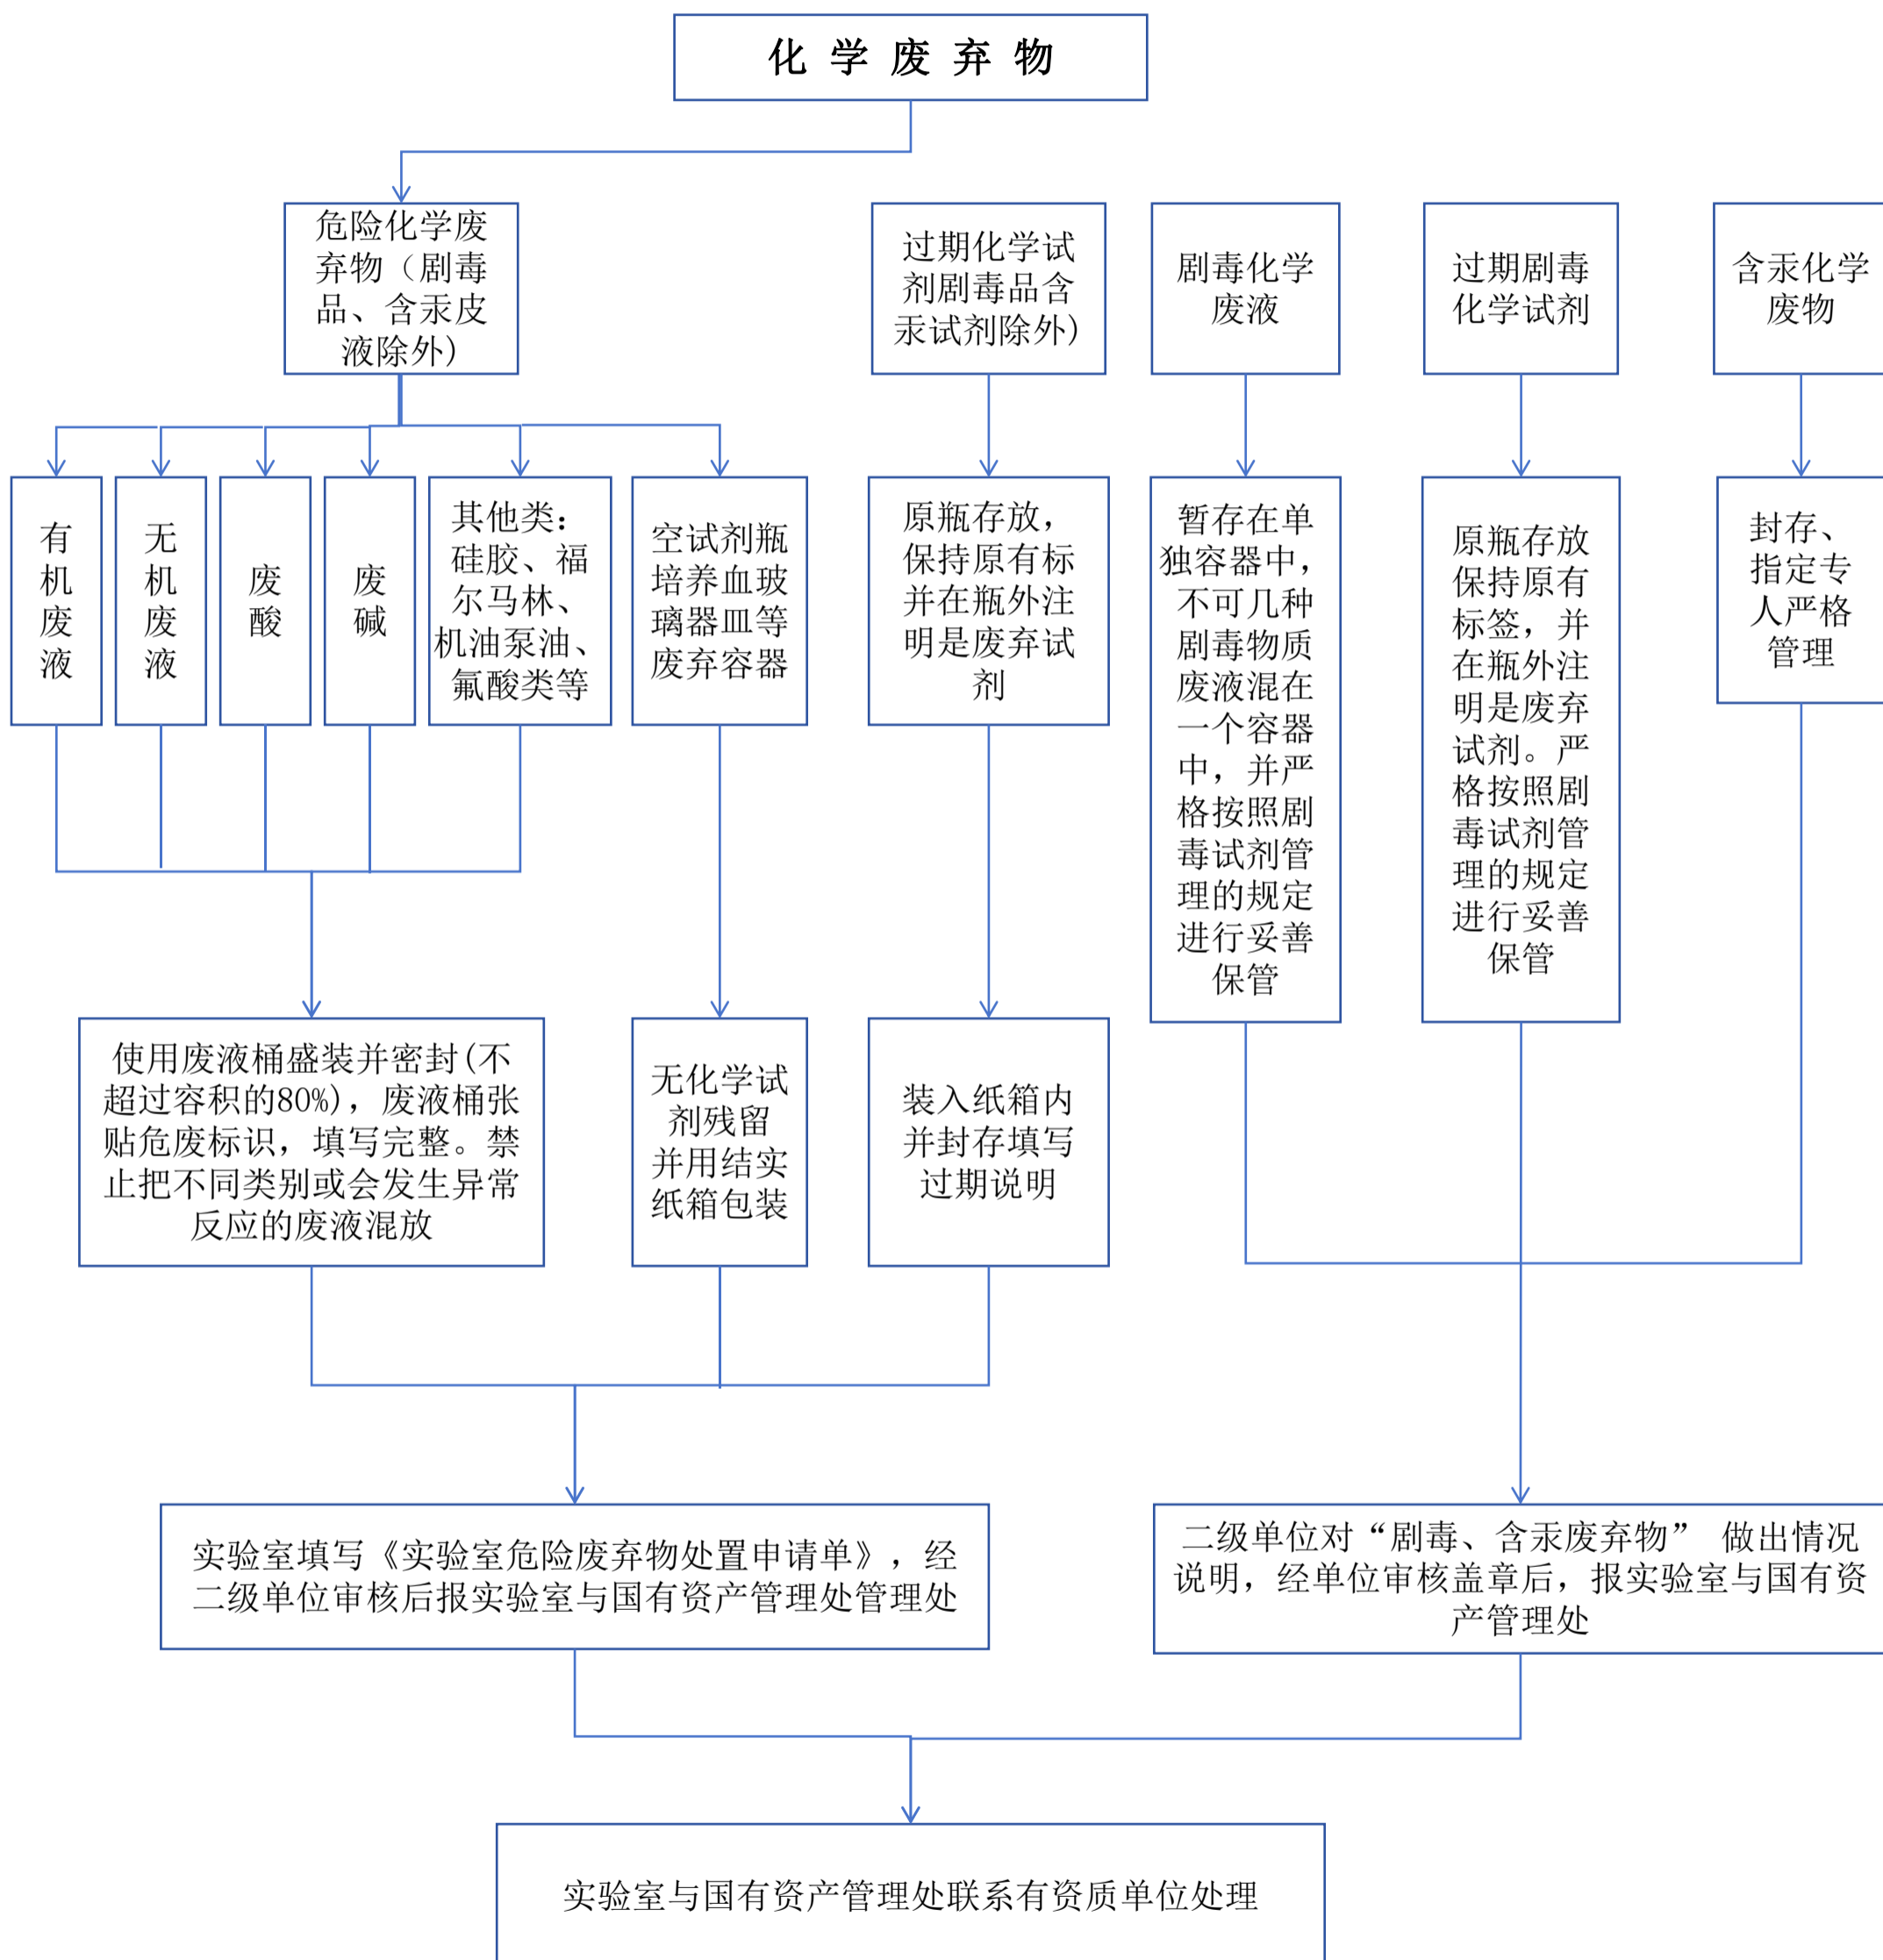 化学废弃物
危险化学废
弃物（剧毒
品、含汞皮
液除外）
过期化学试
剂剧毒品含
汞试剂除外）
剧毒化学
废液
过期剧毒
化学试剂
含汞化学
废物
有
机
废
液
无
机
废
液
废
酸
废
碱
其他类：
硅胶、福
尔马林、
机油泵油、
氟酸类等
空试剂瓶
培养血玻
璃器皿等
废弃容器
原瓶存放，
保持原有标
并在瓶外注
明是废弃试
剂
暂存在单
独容器中，
不可几种
剧毒物质
废液混在
一个容器
中，并严
格按照剧
毒试剂管
理的规定
进行妥善
保管
原瓶存放
保持原有
标签，并
在瓶外注
明是废弃
试剂。严
格按照剧
毒试剂管
理的规定
进行妥善
保管
封存、
指定专
人严格
管理
使用废液桶盛装并密封(不
超过容积的80%)，废液桶张
贴危废标识，填写完整。禁
止把不同类别或会发生异常
反应的废液混放
无化学试
剂残留
并用结实
纸箱包装
装入纸箱内
并封存填写
过期说明
实验室填写《实验室危险废弃物处置申请单》，经
二级单位审核后报实验室与国有资产管理处管理处
二级单位对“剧毒、含汞废弃物” 做出情况
说明，经单位审核盖章后，报实验室与国有资
产管理处
实验室与国有资产管理处联系有资质单位处理